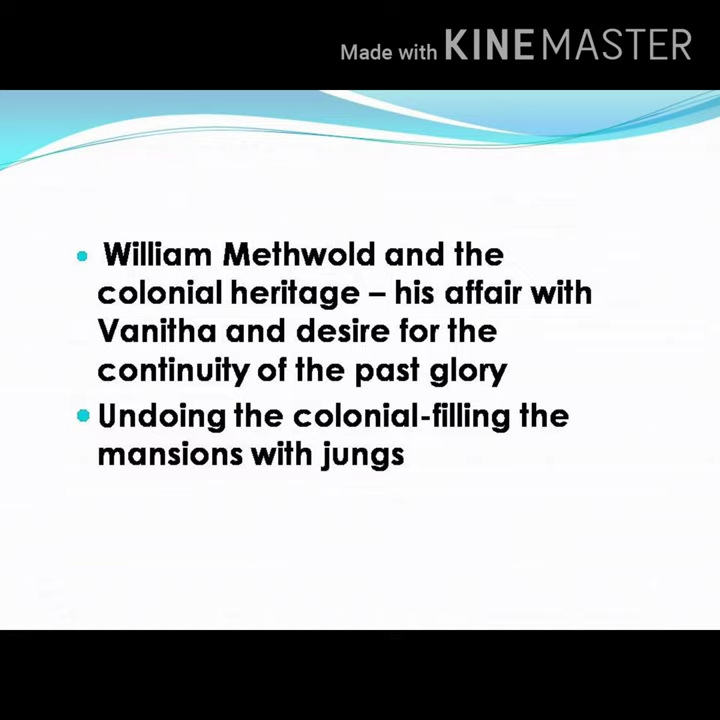 Made with KINEMASTER
• William Methwold and the
colonial heritage – his affair with
Vanitha and desire for the
continuity of the past glory
• Undoing the colonial-filling the
mansions with jungs